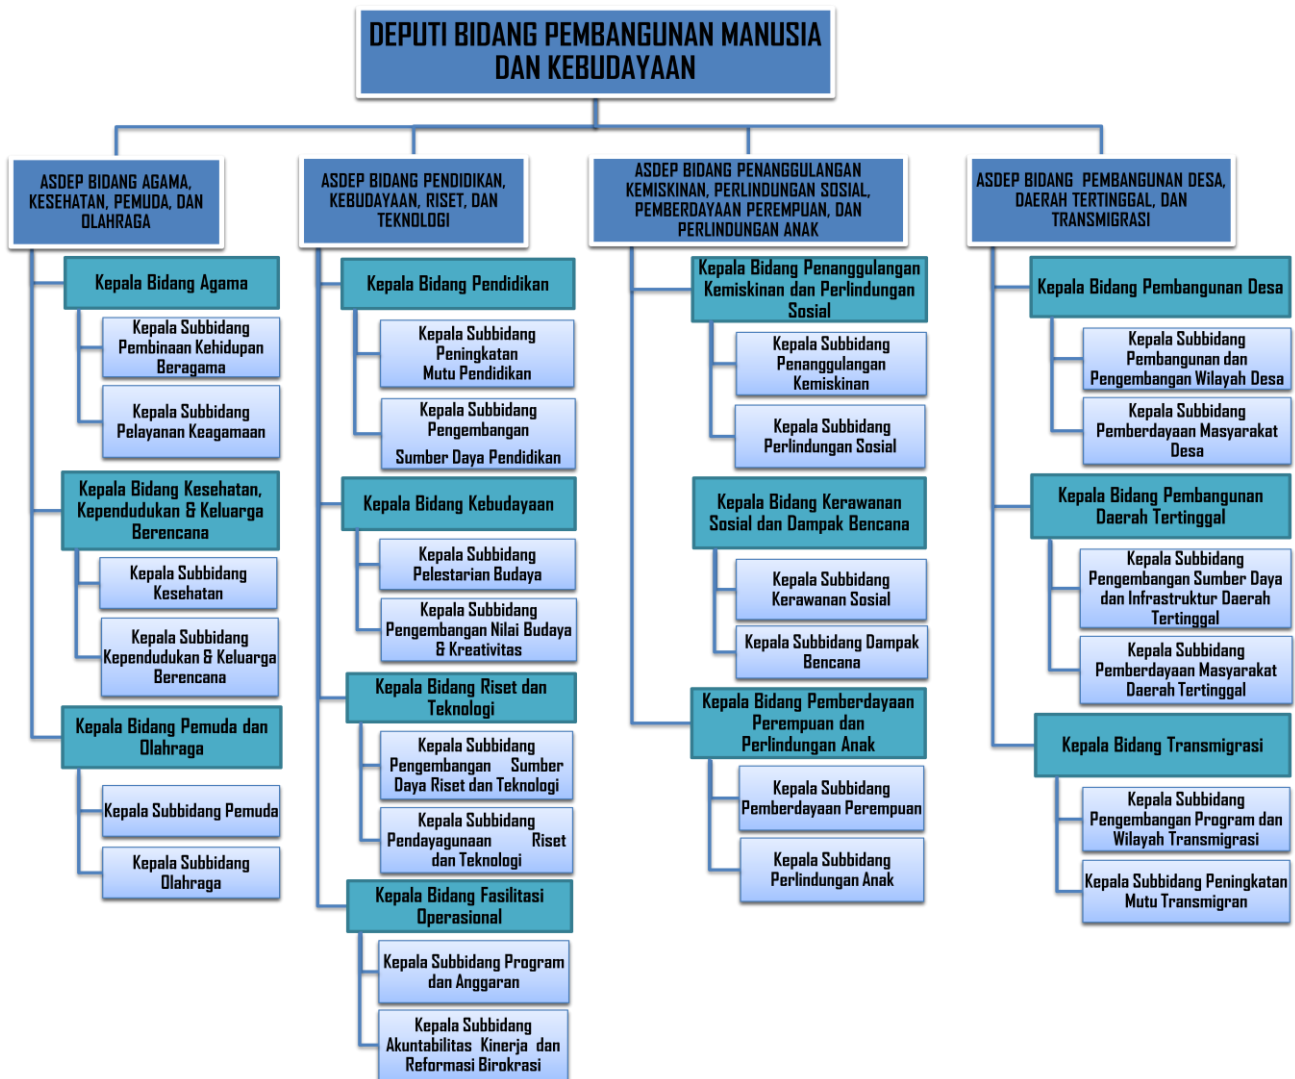 DEPUTI BIDANG PEMBANGUNAN MANUSIA
DAN KEBUDAYAAN
ASDEP BIDANG AGAMA,
KESEHATAN, PEMUDA, DAN
OLAHRAGA
Kepala Bidang Agama
Kepala Subbidang
Pembinaan Kehidupan
Beragama
Kepala Subbidang
Pelayanan Keagamaan
Kepala Bidang Kesehatan,
Kependudukan & Keluarga
Berencana
Kepala Subbidang
Kesehatan
Kepala Subbidang
Kependudukan & Keluarga
Berencana
Kepala Bidang Pemuda dan
Olahraga
Kepala Subbidang Pemuda
Kepala Subbidang
Olahraga
ASDEP BIDANG PENDIDIKAN,
KEBUDAYAAN, RISET, DAN
TEKNOLOGI
Kepala Bidang Pendidikan
Kepala Subbidang
Peningkatan
Mutu Pendidikan
Kepala Subbidang
Pengembangan
Sumber Daya Pendidikan
Kepala Bidang Kebudayaan
Kepala Subbidang
Pelestarian Budaya
Kepala Subbidang
Pengembangan Nilai Budaya
& Kreativitas
Kepala Bidang Riset dan
Teknologi
Kepala Subbidang
Pengembangan Sumber
Daya Riset dan Teknologi
Kepala Subbidang
Pendayagunaan Riset
dan Teknologi
Kepala Bidang Fasilitasi
Operasional
Kepala Subbidang Program
dan Anggaran
Kepala Subbidang
Akuntabilitas Kinerja dan
Reformasi Birokrasi
ASDEP BIDANG PENANGGULANGAN
KEMISKINAN, PERLINDUNGAN SOSIAL,
PEMBERDAYAAN PEREMPUAN, DAN
PERLINDUNGAN ANAK
Kepala Bidang Penanggulangan
Kemiskinan dan Perlindungan
Sosial
Kepala Subbidang
Penanggulangan
Kemiskinan
Kepala Subbidang
Perlindungan Sosial
Kepala Bidang Kerawanan
Sosial dan Dampak Bencana
Kepala Subbidang
Kerawanan Sosial
Kepala Subbidang Dampak
Bencana
Kepala Bidang Pemberdayaan
Perempuan dan
Perlindungan Anak
Kepala Subbidang
Pemberdayaan Perempuan
Kepala Subbidang
Perlindungan Anak
ASDEP BIDANG PEMBANGUNAN DESA,
DAERAH TERTINGGAL, DAN
TRANSMIGRASI
Kepala Bidang Pembangunan Desa
Kepala Subbidang
Pembangunan dan
Pengembangan Wilayah Desa
Kepala Subbidang
Pemberdayaan Masyarakat
Desa
Kepala Bidang Pembangunan
Daerah Tertinggal
Kepala Subbidang
Pengembangan Sumber Daya
dan Infrastruktur Daerah
Tertinggal
Kepala Subbidang
Pemberdayaan Masyarakat
Daerah Tertinggal
Kepala Bidang Transmigrasi
Kepala Subbidang
Pengembangan Program dan
Wilayah Transmigrasi
Kepala Subbidang Peningkatan
Mutu Transmigran